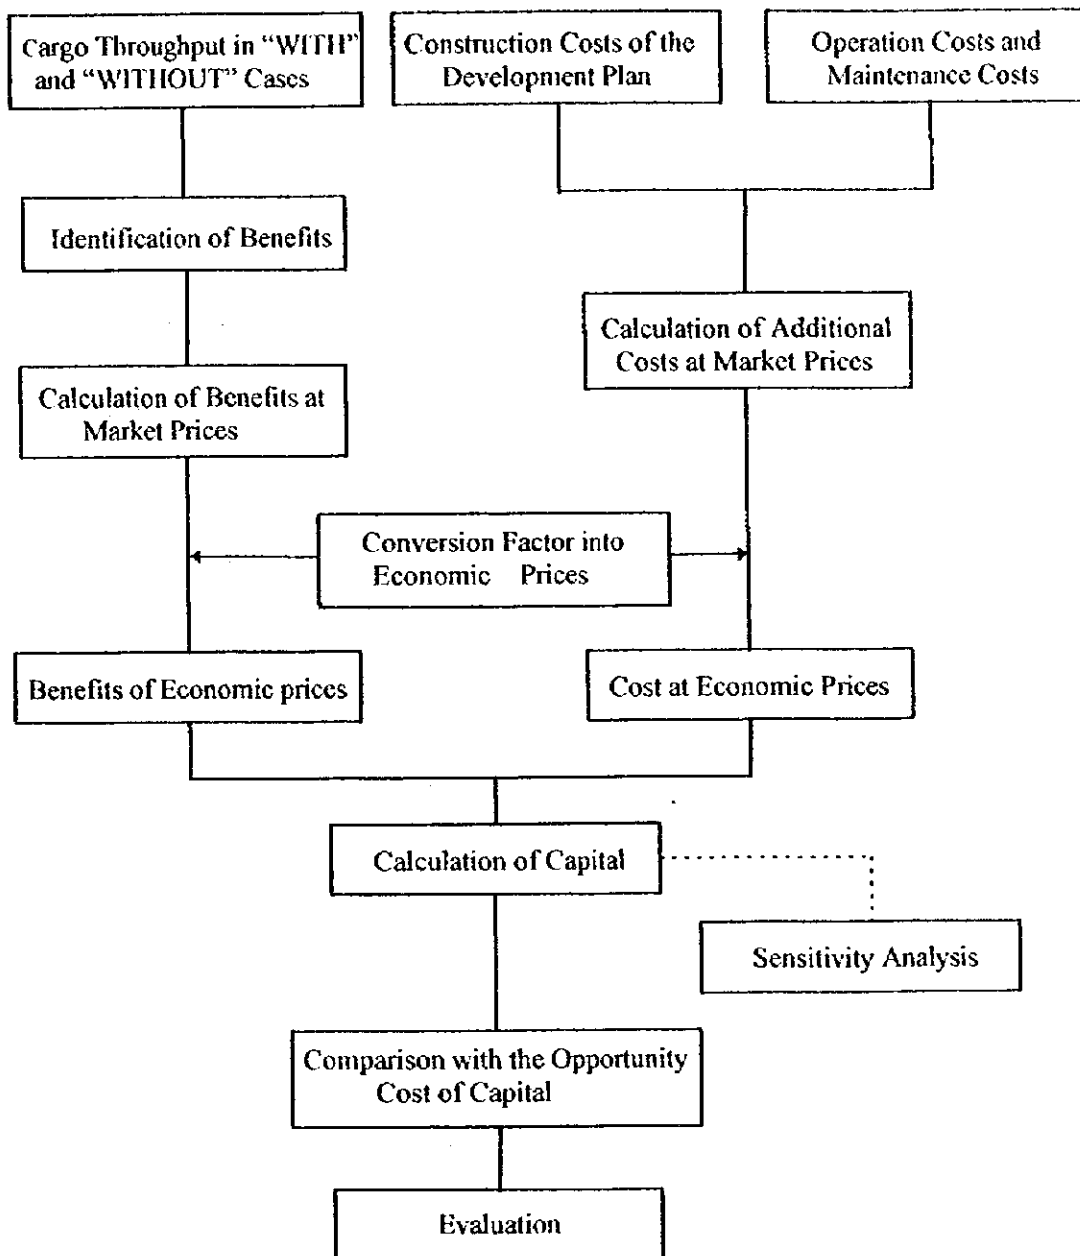 Cargo Throughput in “WITH”
and “WITHOUT” Cases
Construction Costs of the
Development Plan
Operation Costs and
Maintenance Costs
Identification of Benefits
Calculation of Additional
Costs at Market Prices
Calculation of Benefits at
Market Prices
Conversion Factor into
Economic Prices
Benefits of Economic prices
Cost at Economic Prices
Calculation of Capital
Sensitivity Analysis
Comparison with the Opportunity
Cost of Capital
Evaluation